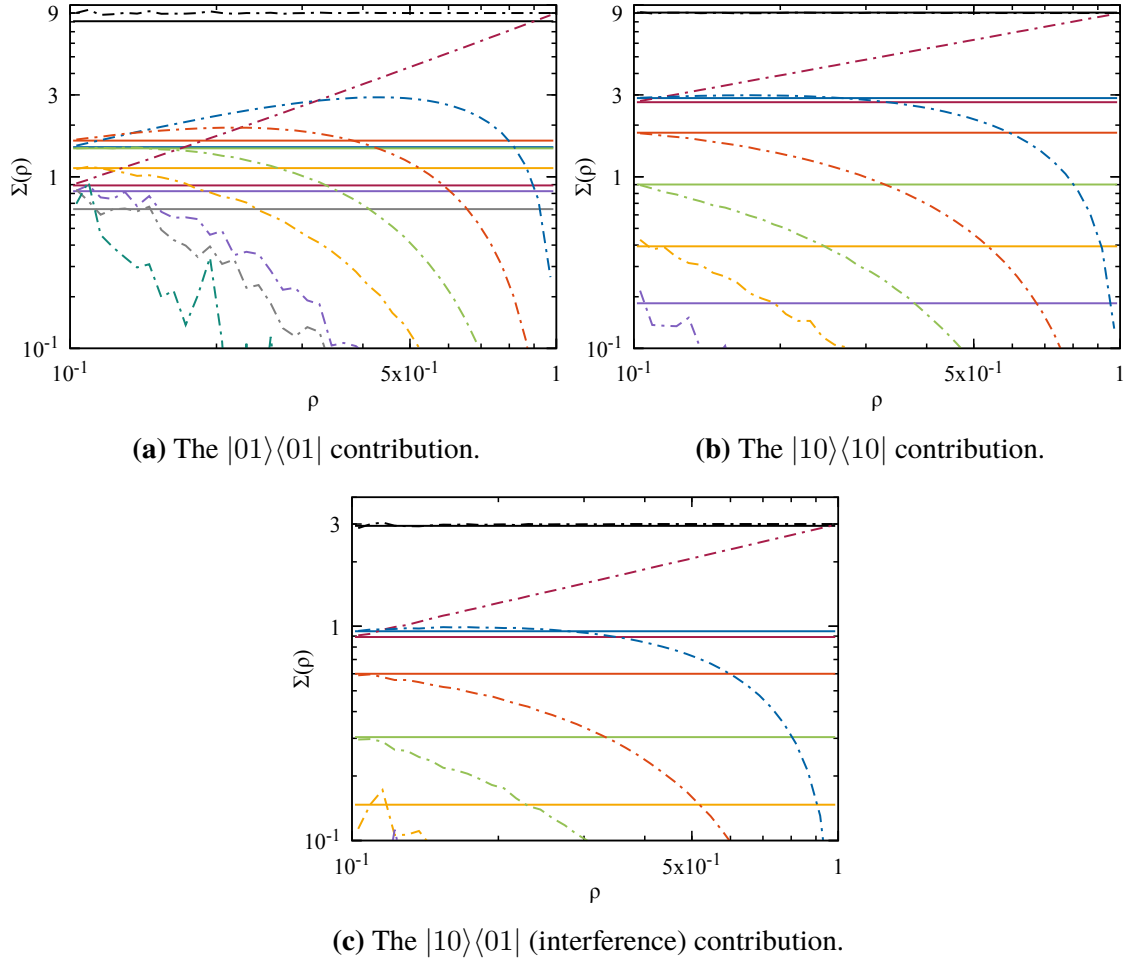 9
3
1
10⁻¹
Σ(ρ)
10⁻¹
5x10⁻¹
1
ρ
(a) The |01⟩⟨01| contribution.
9
3
1
10⁻¹
Σ(ρ)
10⁻¹
5x10⁻¹
1
ρ
(b) The |10⟩⟨10| contribution.
3
1
10⁻¹
Σ(ρ)
10⁻¹
5x10⁻¹
1
ρ
(c) The |10⟩⟨01| (interference) contribution.